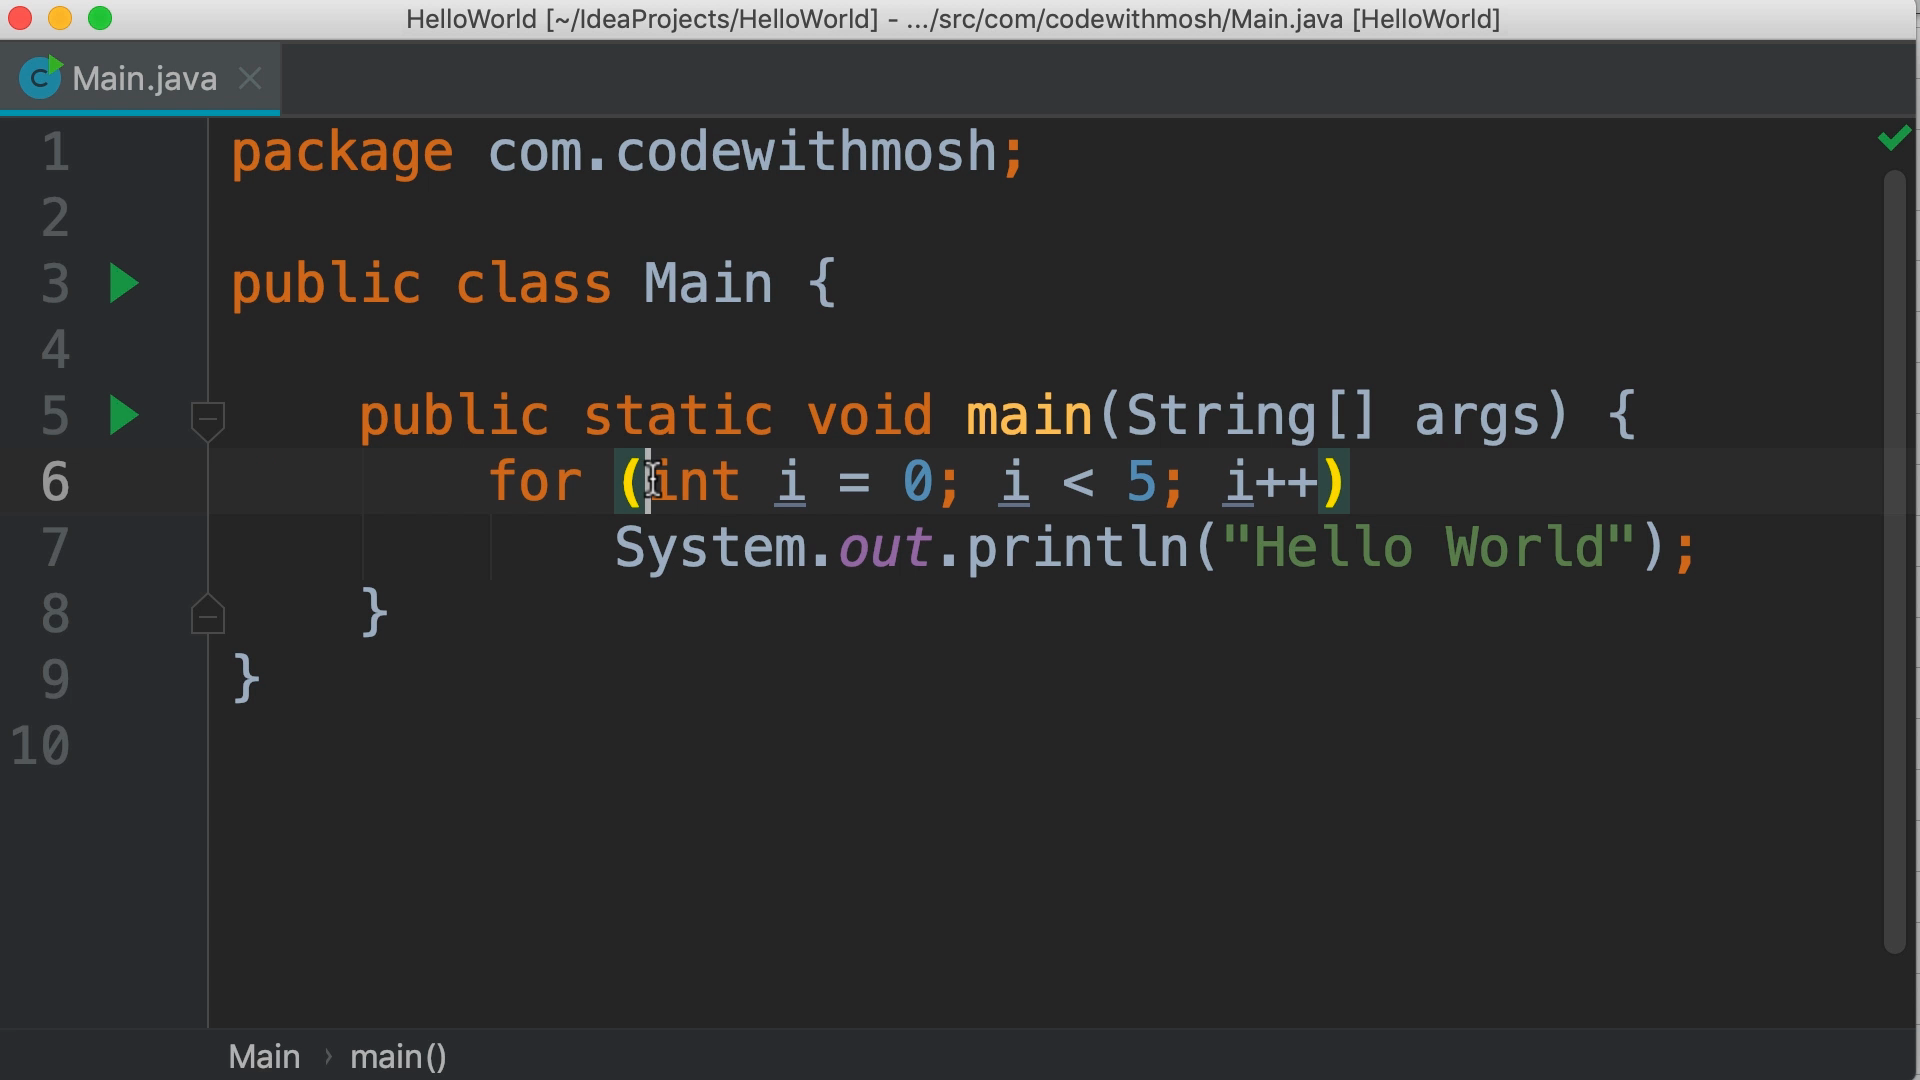 HelloWorld [~/IdeaProjects/HelloWorld] - .../src/com/codewithmosh/Main.java [HelloWorld]
C Main.java
1 package com.codewithmosh;
2
3 public class Main {
4
5 public static void main(String[] args) {
6 for (int i = 0; i < 5; i++)
7 System.out.println("Hello World");
8 }
9 }
10
Main › main()